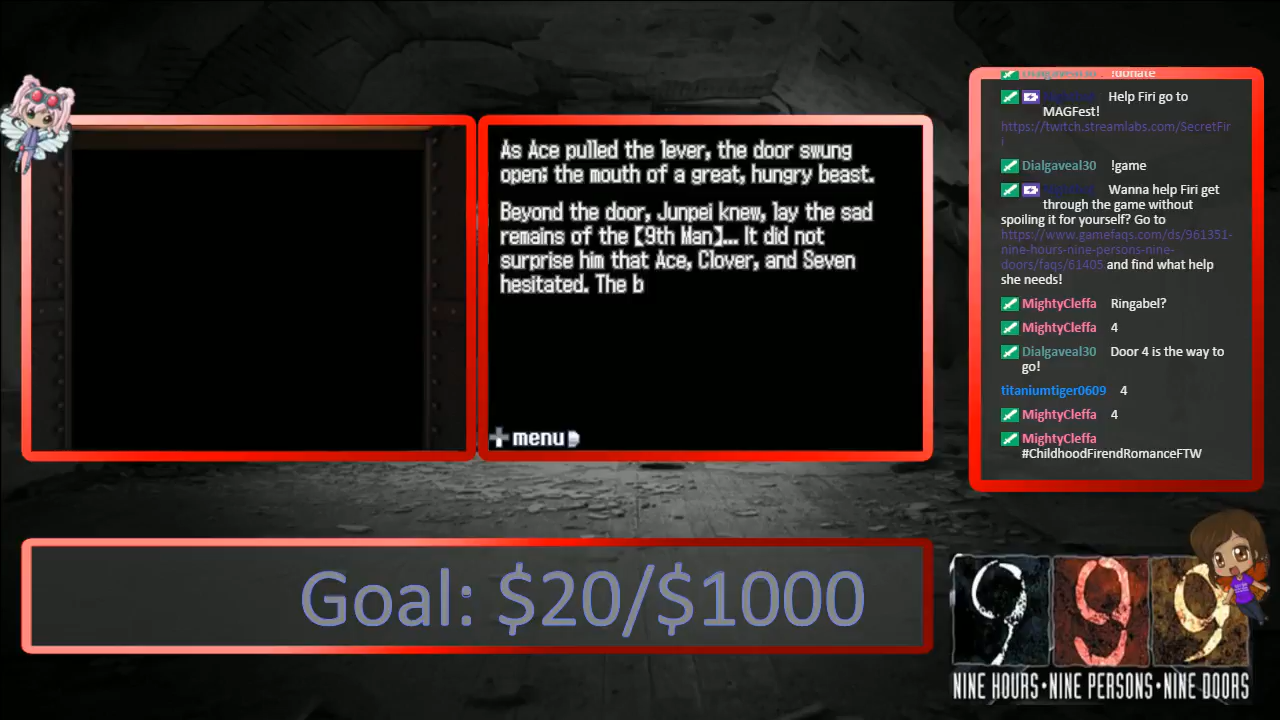 As Ace pulled the lever, the door swung
open; the mouth of a great, hungry beast.
Beyond the door, Junpei knew, lay the sad
remains of the【9th Man】... It did not
surprise him that Ace, Clover, and Seven
hesitated. The b
menu
!donate
Help Firi go to
MAGFest!
https://twitch.streamlabs.com/SecretFir
i
Dialgaveal30 !game
Wanna help Firi get
through the game without
spoiling it for yourself? Go to
https://www.gamefaqs.com/ds/961351-
nine-hours-nine-persons-nine-
doors/faqs/61405 and find what help
she needs!
MightyCleffa Ringabel?
MightyCleffa 4
Dialgaveal30 Door 4 is the way to
go!
titaniumtiger0609 4
MightyCleffa 4
MightyCleffa
#ChildhoodFirendRomanceFTW
Goal: $20/$1000
999
NINE HOURS • NINE PERSONS • NINE DOORS